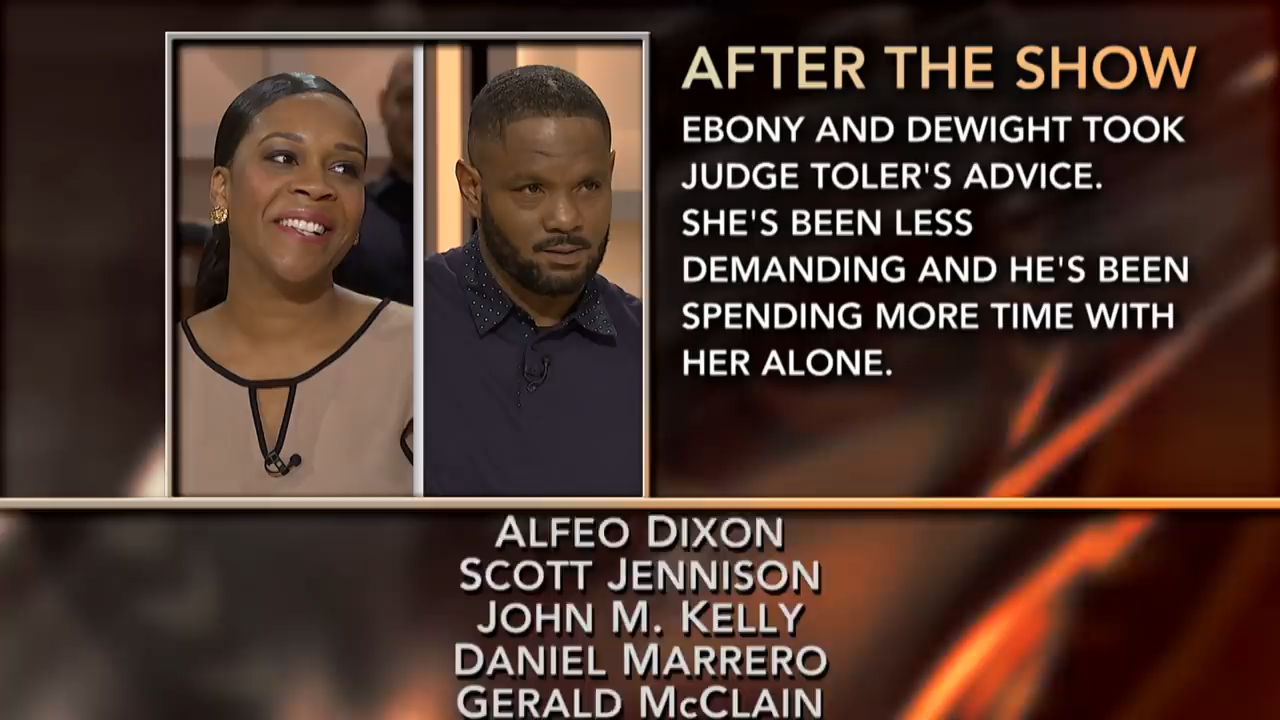 AFTER THE SHOW
EBONY AND DEWIGHT TOOK
JUDGE TOLER'S ADVICE.
SHE'S BEEN LESS
DEMANDING AND HE'S BEEN
SPENDING MORE TIME WITH
HER ALONE.
ALFEO DIXON
SCOTT JENNISON
JOHN M. KELLY
DANIEL MARRERO
GERALD McCLAIN